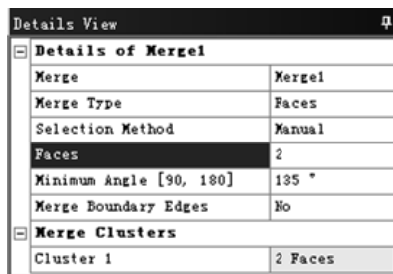 Details View
Details of Merge1
Merge Merge1
Merge Type Faces
Selection Method Manual
Faces 2
Minimum Angle [90, 180] 135 °
Merge Boundary Edges No
Merge Clusters
Cluster 1 2 Faces